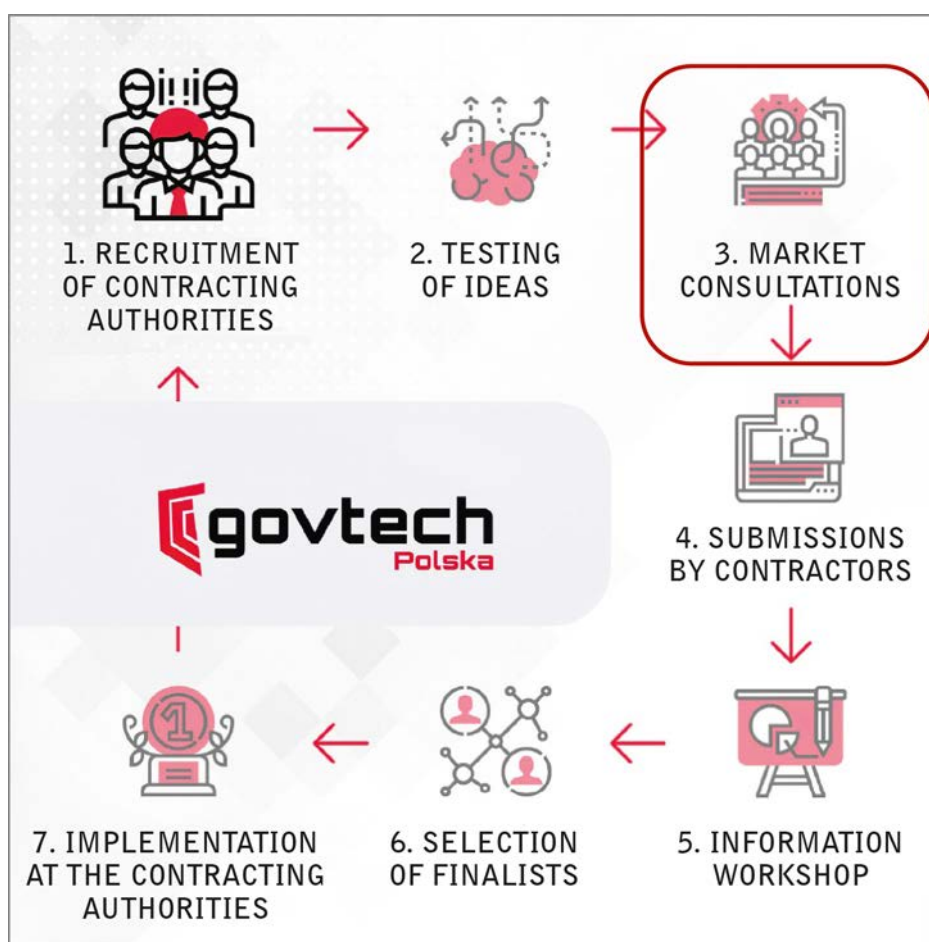 1. RECRUITMENT
OF CONTRACTING
AUTHORITIES
2. TESTING
OF IDEAS
3. MARKET
CONSULTATIONS
4. SUBMISSIONS
BY CONTRACTORS
govtech
Polska
5. INFORMATION
WORKSHOP
6. SELECTION
OF FINALISTS
7. IMPLEMENTATION
AT THE CONTRACTING
AUTHORITIES
1